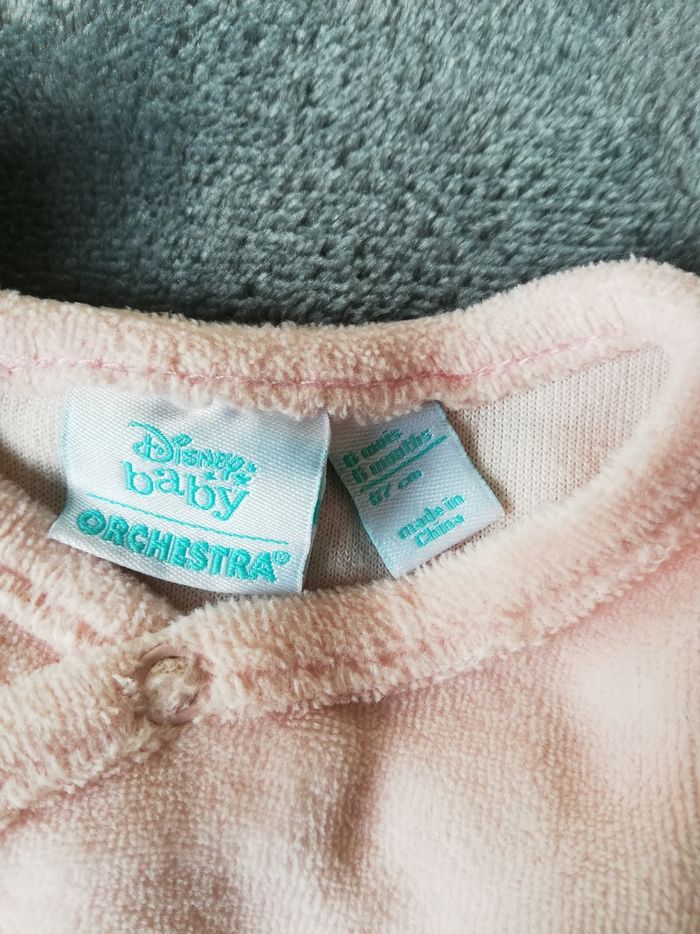 Disney
baby
ORCHESTRA®
6 mois
6 months
67 cm
made in
China